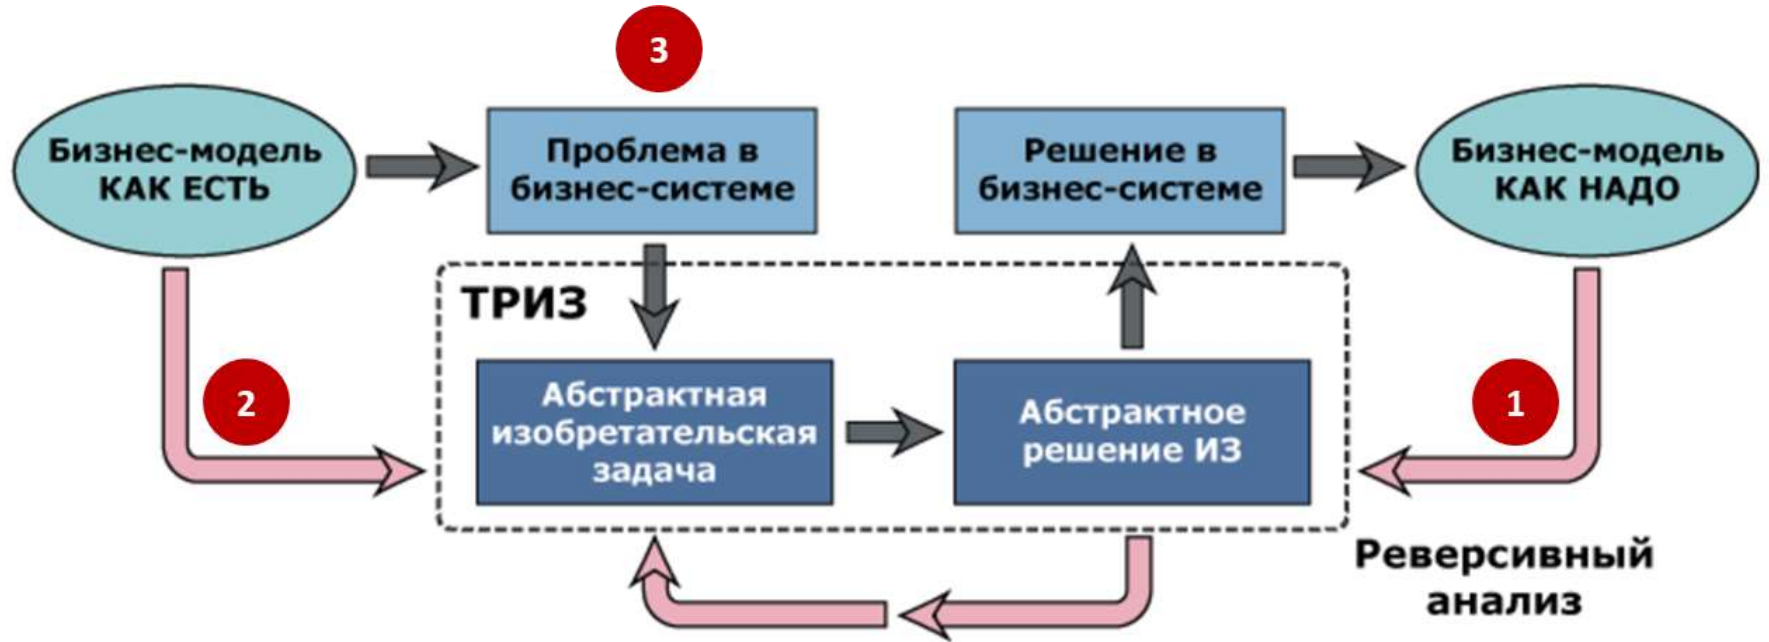 3
Бизнес-модель
КАК ЕСТЬ
Проблема в
бизнес-системе
Решение в
бизнес-системе
Бизнес-модель
КАК НАДО
ТРИЗ
2
Абстрактная
изобретательская
задача
Абстрактное
решение ИЗ
1
Реверсивный
анализ